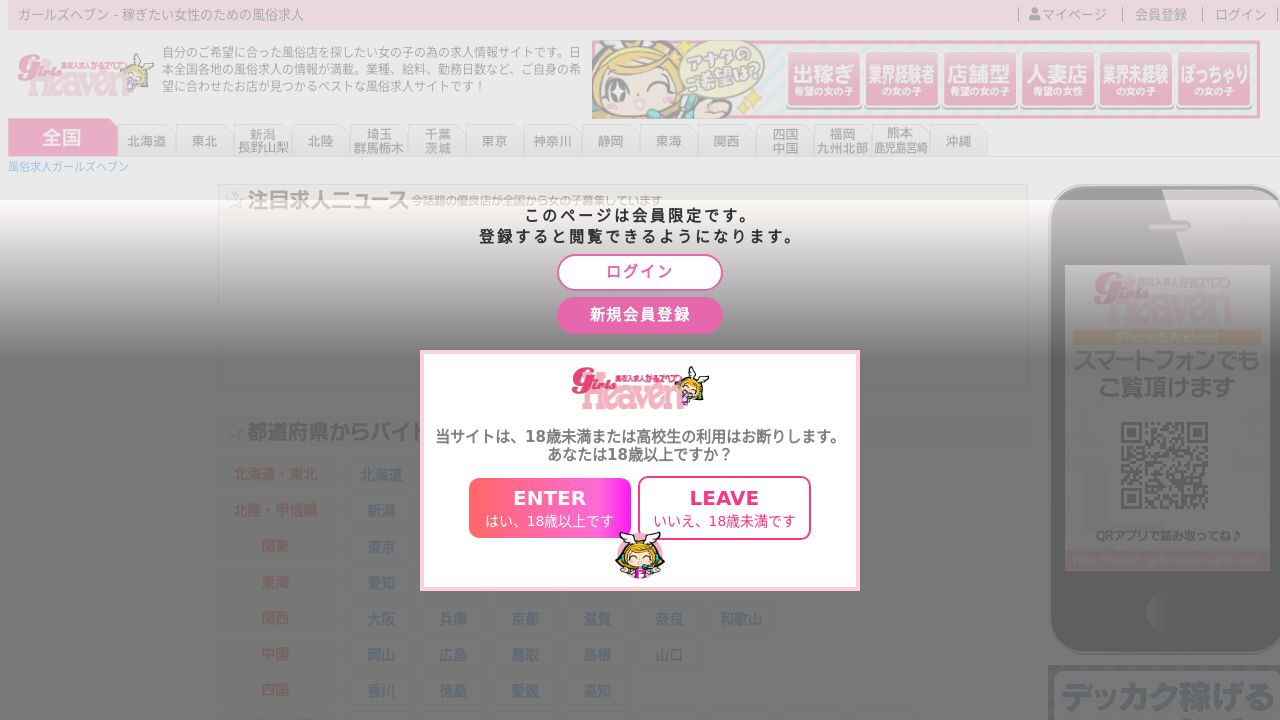 ガールズヘブン - 稼ぎたい女性のための風俗求人
マイページ
会員登録
ログイン
Girls Heaven
高収入求人ガールズヘブン
自分のご希望に合った風俗店を探したい女の子の為の求人情報サイトです。日
本全国各地の風俗求人の情報が満載。業種、給料、勤務日数など、ご自身の希
望に合わせたお店が見つかるベストな風俗求人サイトです！
アナタの
ご希望は?
出稼ぎ
希望の女の子
業界経験者
の女の子
店舗型
希望の女の子
人妻店
希望の女性
業界未経験
の女の子
ぽっちゃり
の女の子
全国
北海道
東北
新潟
長野山梨
北陸
埼玉
群馬栃木
千葉
茨城
東京
神奈川
静岡
東海
関西
四国
中国
福岡
九州北部
熊本
鹿児島宮崎
沖縄
風俗求人ガールズヘブン
注目求人ニュース 今話題の優良店が全国から女の子募集しています
このページは会員限定です。
登録すると閲覧できるようになります。
ログイン
新規会員登録
Girls Heaven
高収入求人ガールズヘブン
当サイトは、18歳未満または高校生の利用はお断りします。
あなたは18歳以上ですか？
ENTER
はい、18歳以上です
LEAVE
いいえ、18歳未満です
都道府県からバイト
北海道・東北
北海道
北陸・甲信越
新潟
関東
東京
東海
愛知
関西
大阪
兵庫
京都
滋賀
奈良
和歌山
中国
岡山
広島
鳥取
島根
山口
四国
香川
徳島
愛媛
高知
高収入求人ガールズヘブン
Girls Heaven
iPhone&Android
スマートフォンでも
ご覧頂けます
QRアプリで読み取ってね♪
http://smart.girlsheaven-job.net/
デッカク稼げる